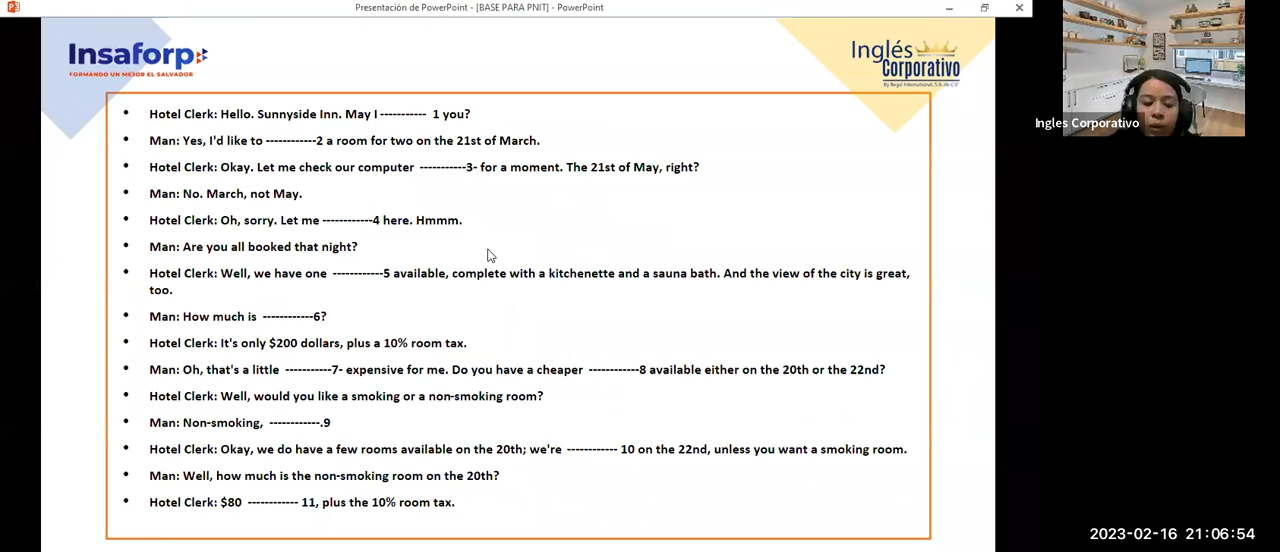 Presentación de PowerPoint - [BASE PARA PNIT] - PowerPoint
Insaforp
FORMANDO UN MEJOR EL SALVADOR
Inglés
Corporativo
By Regal International, S.A. de C.V.
Ingles Corporativo
• Hotel Clerk: Hello. Sunnyside Inn. May I ----------- 1 you?
• Man: Yes, I'd like to ------------2 a room for two on the 21st of March.
• Hotel Clerk: Okay. Let me check our computer -----------3- for a moment. The 21st of May, right?
• Man: No. March, not May.
• Hotel Clerk: Oh, sorry. Let me ------------4 here. Hmmm.
• Man: Are you all booked that night?
• Hotel Clerk: Well, we have one ------------5 available, complete with a kitchenette and a sauna bath. And the view of the city is great,
too.
• Man: How much is ------------6?
• Hotel Clerk: It's only $200 dollars, plus a 10% room tax.
• Man: Oh, that's a little -----------7- expensive for me. Do you have a cheaper ------------8 available either on the 20th or the 22nd?
• Hotel Clerk: Well, would you like a smoking or a non-smoking room?
• Man: Non-smoking, ------------.9
• Hotel Clerk: Okay, we do have a few rooms available on the 20th; we're ------------ 10 on the 22nd, unless you want a smoking room.
• Man: Well, how much is the non-smoking room on the 20th?
• Hotel Clerk: $80 ------------ 11, plus the 10% room tax.
2023-02-16 21:06:54